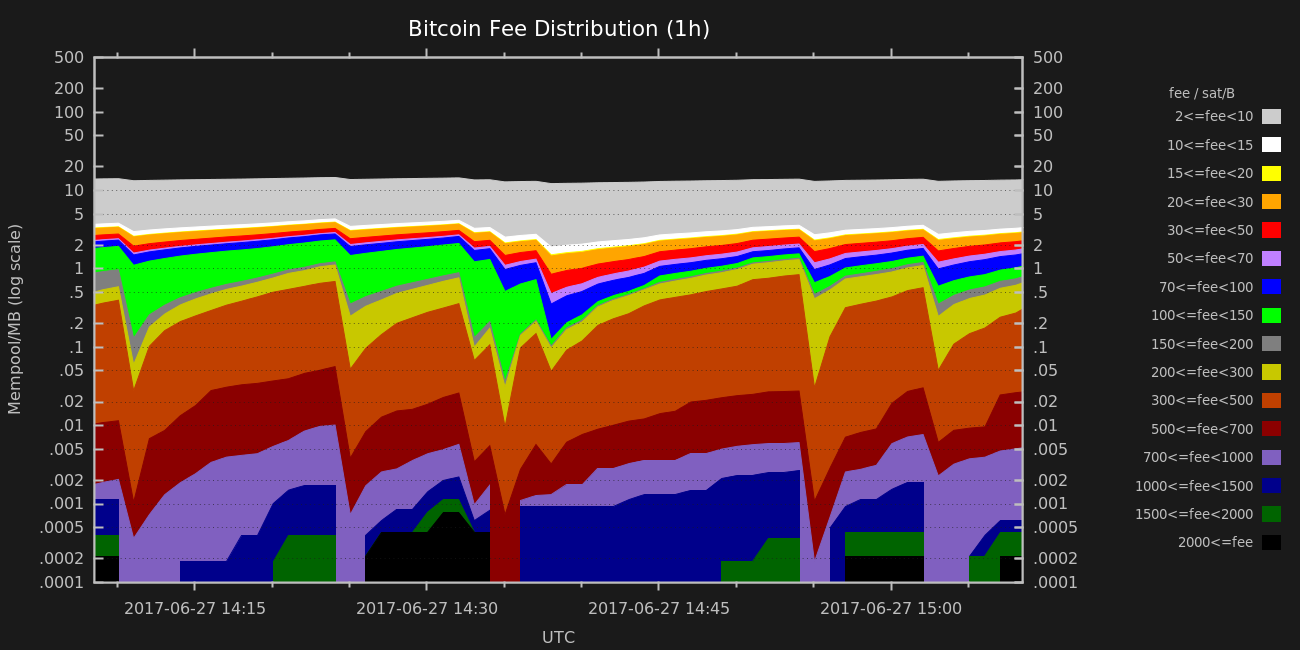 Bitcoin Fee Distribution (1h)
500 500
200 200
100 100
50 50
20 20
10 10
5 5
2 2
1 1
.5 .5
.2 .2
.1 .1
.05 .05
.02 .02
.01 .01
.005 .005
.002 .002
.001 .001
.0005 .0005
.0002 .0002
.0001 .0001
Mempool/MB (log scale)
2017-06-27 14:15 2017-06-27 14:30 2017-06-27 14:45 2017-06-27 15:00
UTC
fee / sat/B
2<=fee<10
10<=fee<15
15<=fee<20
20<=fee<30
30<=fee<50
50<=fee<70
70<=fee<100
100<=fee<150
150<=fee<200
200<=fee<300
300<=fee<500
500<=fee<700
700<=fee<1000
1000<=fee<1500
1500<=fee<2000
2000<=fee